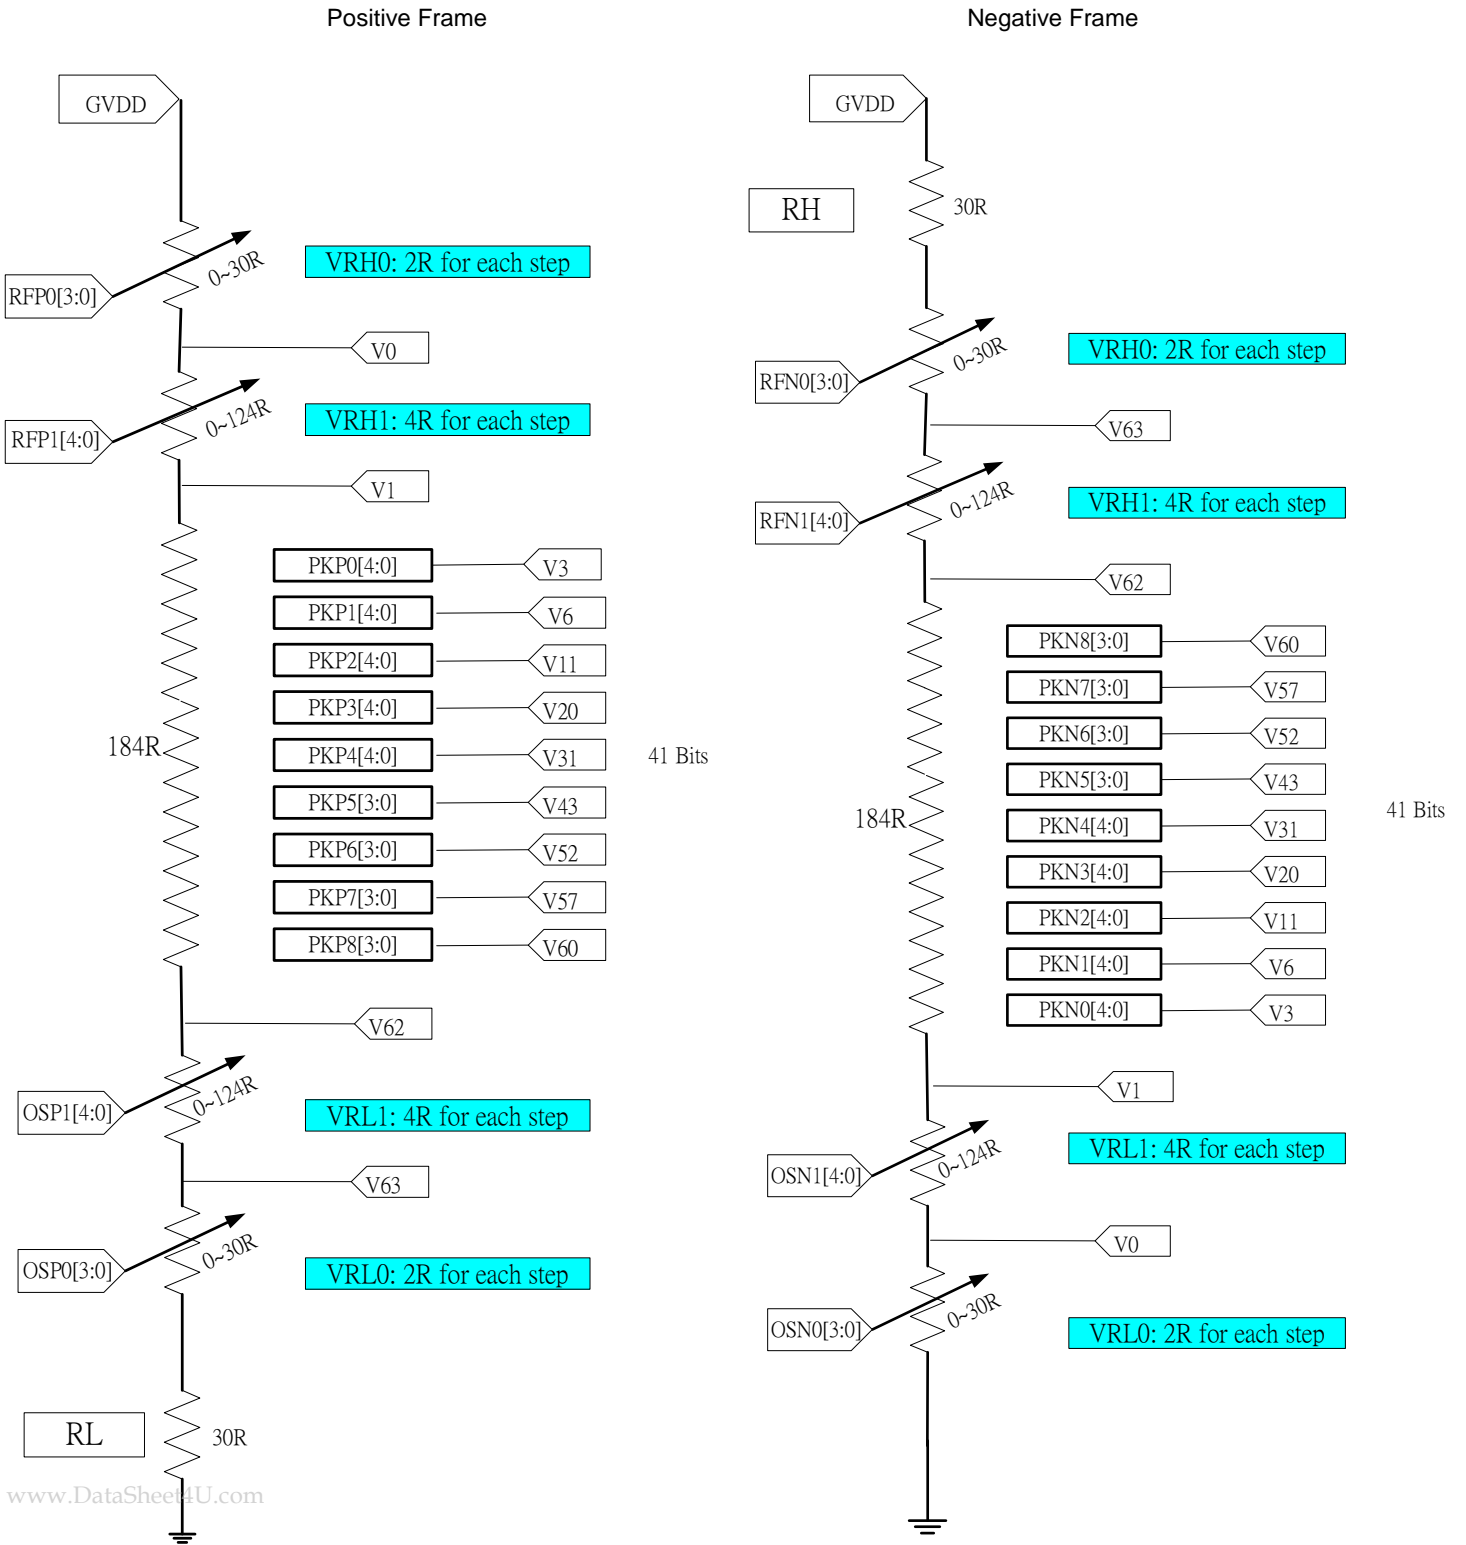 Positive Frame
GVDD
RFP0[3:0]
0~30R
VRH0: 2R for each step
V0
RFP1[4:0]
0~124R
VRH1: 4R for each step
V1
184R
PKP0[4:0]
V3
PKP1[4:0]
V6
PKP2[4:0]
V11
PKP3[4:0]
V20
PKP4[4:0]
V31
PKP5[3:0]
V43
PKP6[3:0]
V52
PKP7[3:0]
V57
PKP8[3:0]
V60
41 Bits
V62
OSP1[4:0]
0~124R
VRL1: 4R for each step
V63
OSP0[3:0]
0~30R
VRL0: 2R for each step
RL
30R
www.DataSheet4U.com
Negative Frame
GVDD
RH
30R
RFN0[3:0]
0~30R
VRH0: 2R for each step
V63
RFN1[4:0]
0~124R
VRH1: 4R for each step
V62
184R
PKN8[3:0]
V60
PKN7[3:0]
V57
PKN6[3:0]
V52
PKN5[3:0]
V43
PKN4[4:0]
V31
PKN3[4:0]
V20
PKN2[4:0]
V11
PKN1[4:0]
V6
PKN0[4:0]
V3
41 Bits
V1
OSN1[4:0]
0~124R
VRL1: 4R for each step
V0
OSN0[3:0]
0~30R
VRL0: 2R for each step